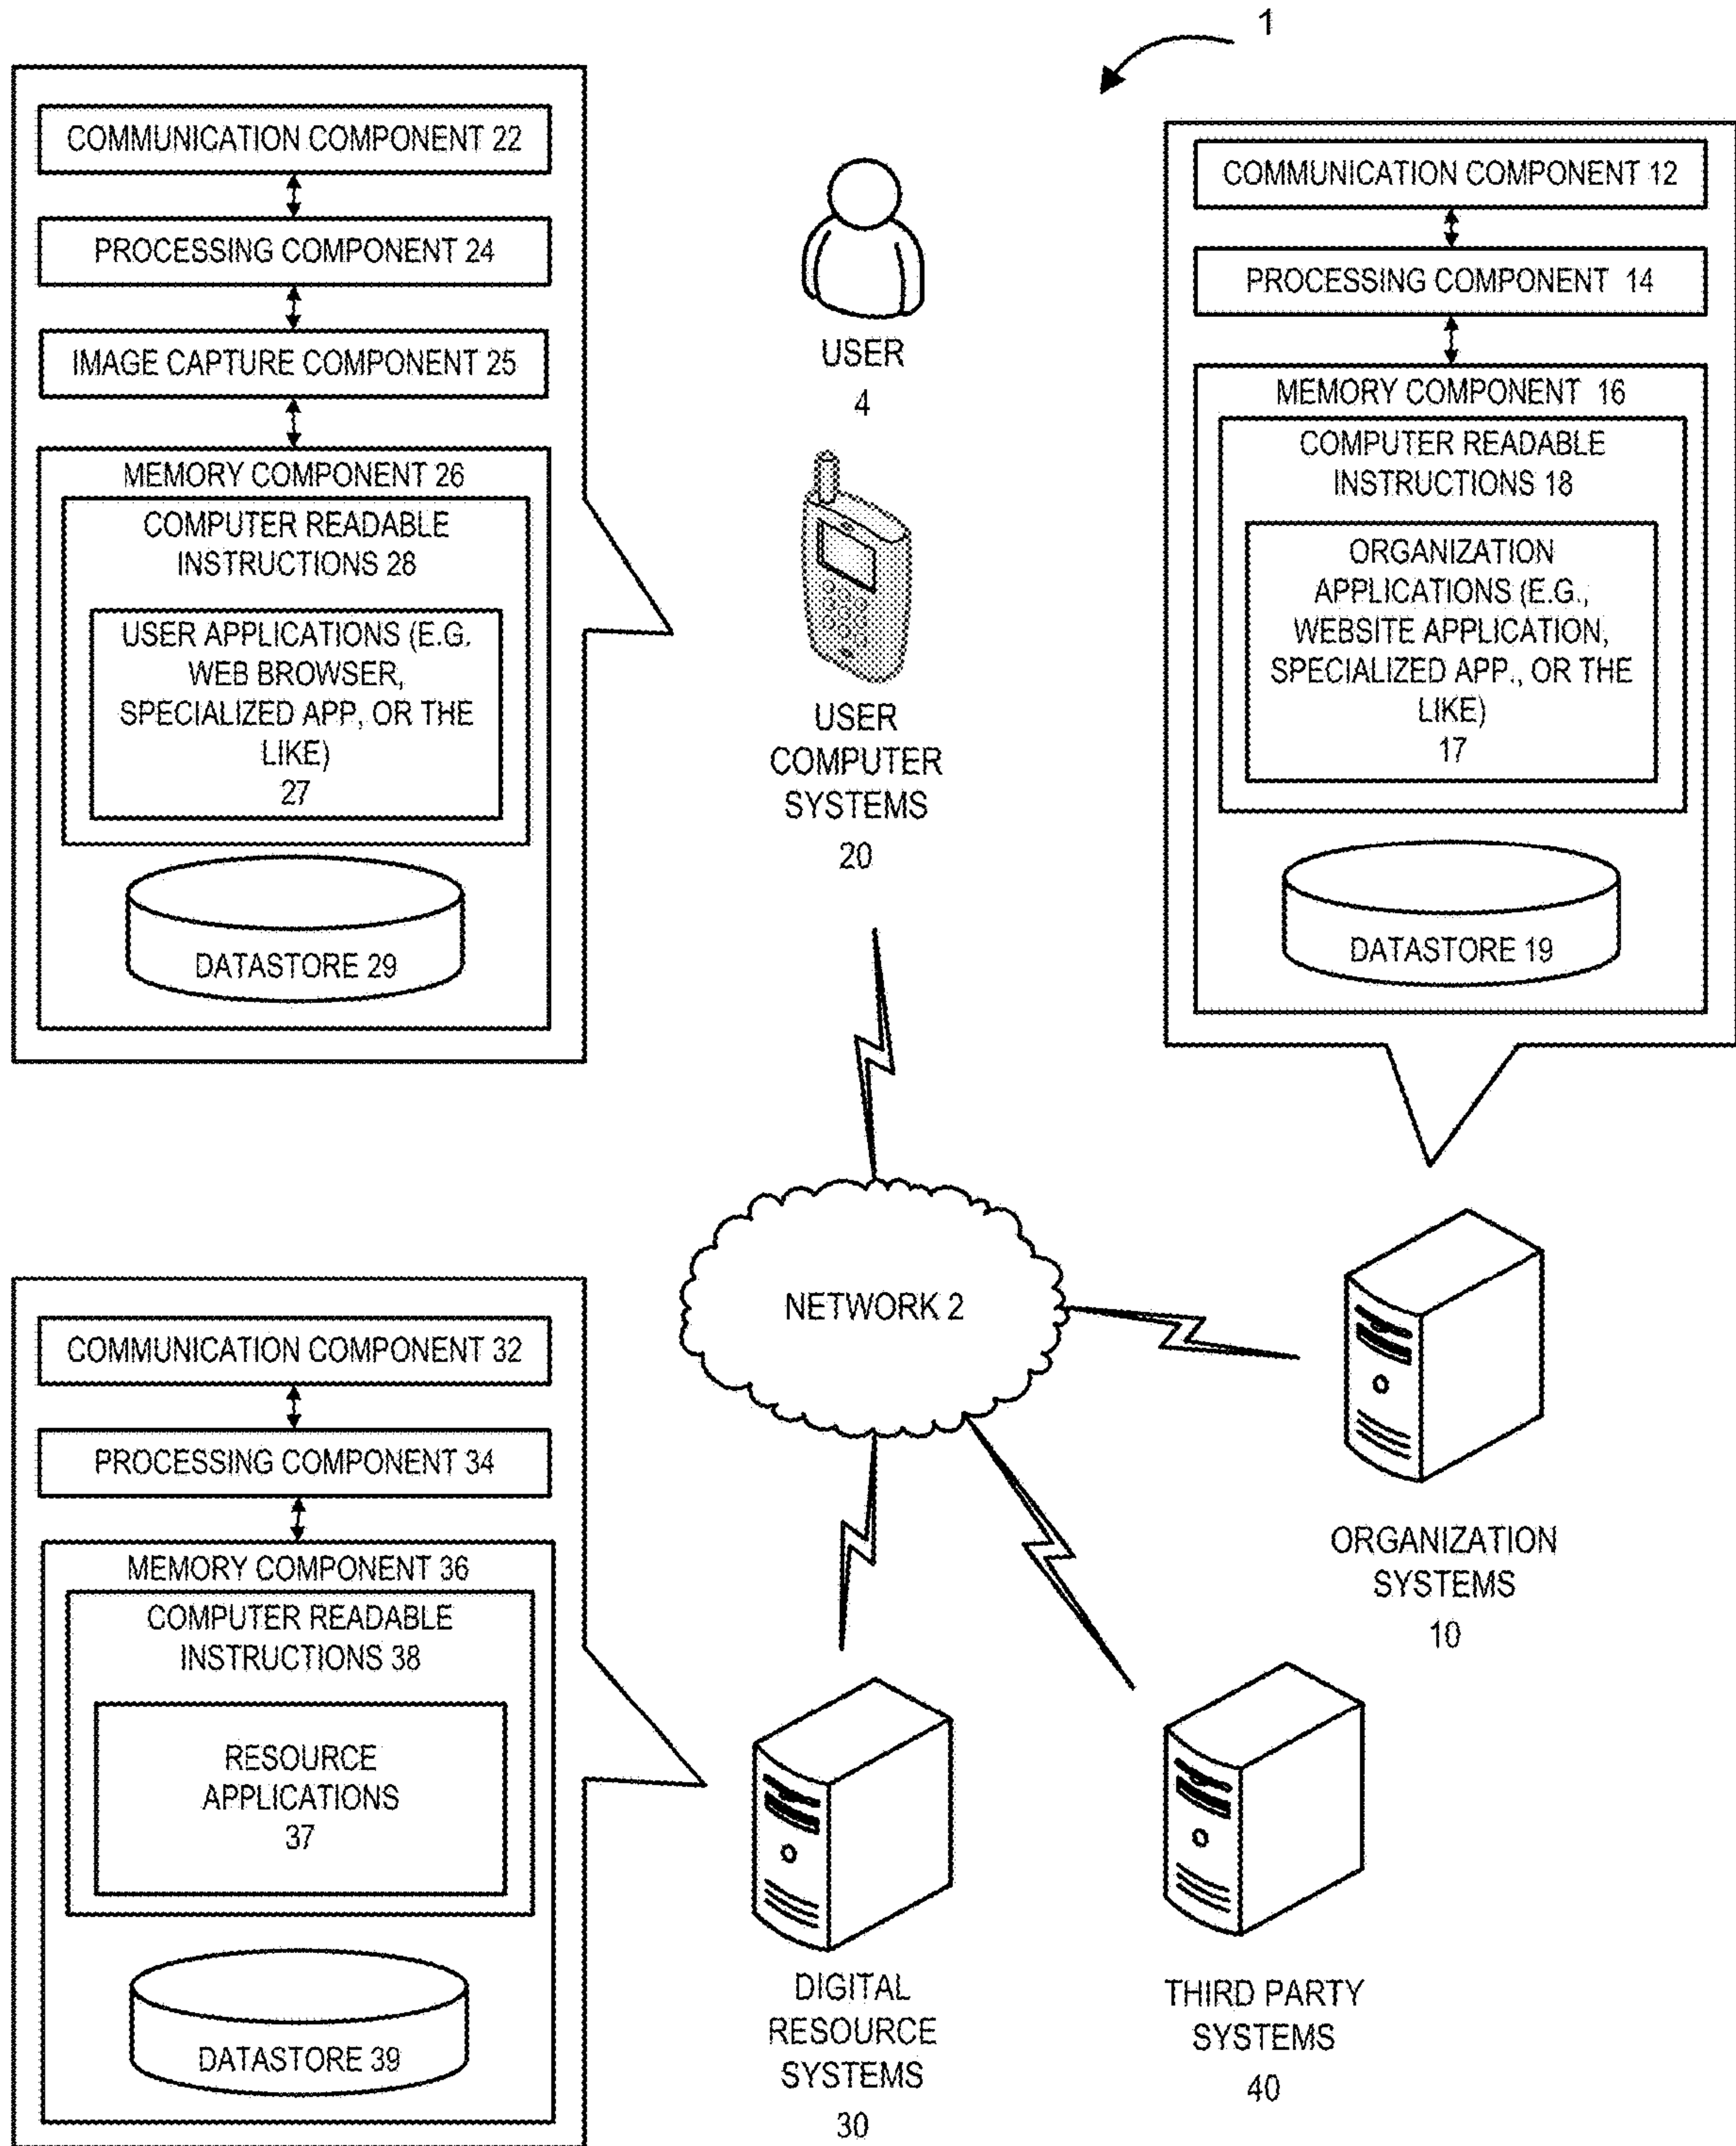 1
COMMUNICATION COMPONENT 22
PROCESSING COMPONENT 24
IMAGE CAPTURE COMPONENT 25
MEMORY COMPONENT 26
COMPUTER READABLE
INSTRUCTIONS 28
USER APPLICATIONS (E.G.
WEB BROWSER,
SPECIALIZED APP, OR THE
LIKE)
27
DATASTORE 29
USER
4
USER
COMPUTER
SYSTEMS
20
COMMUNICATION COMPONENT 12
PROCESSING COMPONENT 14
MEMORY COMPONENT 16
COMPUTER READABLE
INSTRUCTIONS 18
ORGANIZATION
APPLICATIONS (E.G.,
WEBSITE APPLICATION,
SPECIALIZED APP., OR THE
LIKE)
17
DATASTORE 19
NETWORK 2
ORGANIZATION
SYSTEMS
10
COMMUNICATION COMPONENT 32
PROCESSING COMPONENT 34
MEMORY COMPONENT 36
COMPUTER READABLE
INSTRUCTIONS 38
RESOURCE
APPLICATIONS
37
DATASTORE 39
DIGITAL
RESOURCE
SYSTEMS
30
THIRD PARTY
SYSTEMS
40